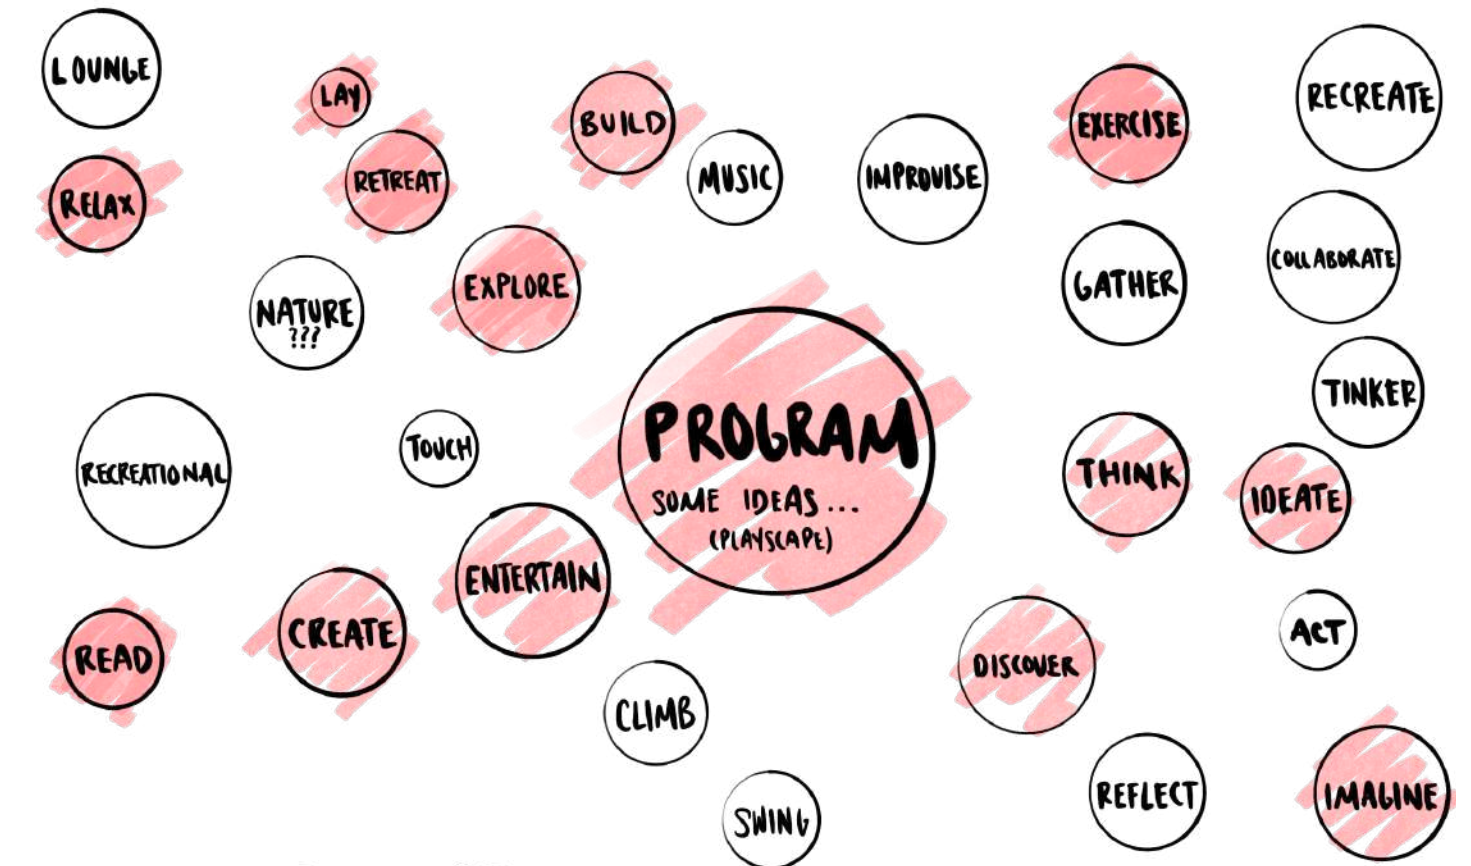 LOUNGE
LAY
BUILD
EXERCISE
RECREATE
RELAX
RETREAT
MUSIC
IMPROVISE
NATURE
???
EXPLORE
GATHER
COLLABORATE
PROGRAM
SOME IDEAS...
(PLAYSCAPE)
TINKER
RECREATIONAL
TOUCH
THINK
IDEATE
ENTERTAIN
READ
CREATE
DISCOVER
ACT
CLIMB
SWING
REFLECT
IMAGINE